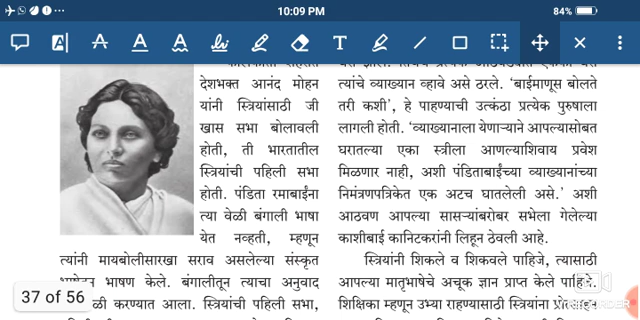 10:09 PM
84%
देशभक्त आनंद मोहन
यांनी स्त्रियांसाठी जी
खास सभा बोलावली
होती, ती भारतातील
स्त्रियांची पहिली सभा
होती. पंडिता रमाबाईंना
त्या वेळी बंगाली भाषा
येत नव्हती, म्हणून
त्यांनी मायबोलीसारखा सराव असलेल्या संस्कृत
भाषण केले. बंगालीतून त्याचा अनुवाद
करण्यात आला. स्त्रियांची पहिली सभा,
त्यांचे व्याख्यान व्हावे असे ठरले. ‘बाईमाणूस बोलते
तरी कशी’, हे पाहण्याची उत्कंठा प्रत्येक पुरुषाला
लागली होती. ‘व्याख्यानाला येणाऱ्याने आपल्यासोबत
घरातल्या एका स्त्रीला आणल्याशिवाय प्रवेश
मिळणार नाही, अशी पंडिताबाईंच्या व्याख्यानांच्या
निमंत्रणपत्रिकेत एक अटच घातलेली असे.’ अशी
आठवण आपल्या सासऱ्यांबरोबर सभेला गेलेल्या
काशीबाई कानिटकरांनी लिहून ठेवली आहे.
स्त्रियांनी शिकले व शिकवले पाहिजे, त्यासाठी
आपल्या मातृभाषेचे अचूक ज्ञान प्राप्त केले पाहिजे.
शिक्षिका म्हणून उभ्या राहण्यासाठी स्त्रियांना
37 of 56